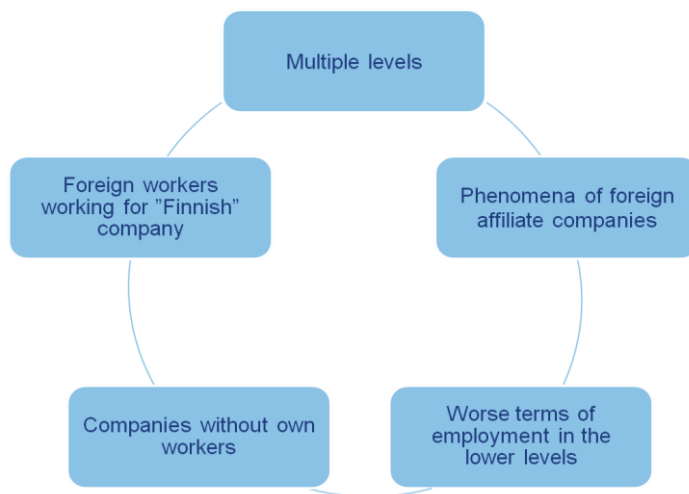 Multiple levels
Foreign workers
working for ”Finnish”
company
Phenomena of foreign
affiliate companies
Companies without own
workers
Worse terms of
employment in the
lower levels